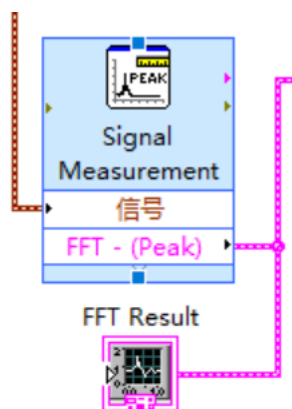 PEAK
Signal
Measurement
信号
FFT - (Peak)
FFT Result